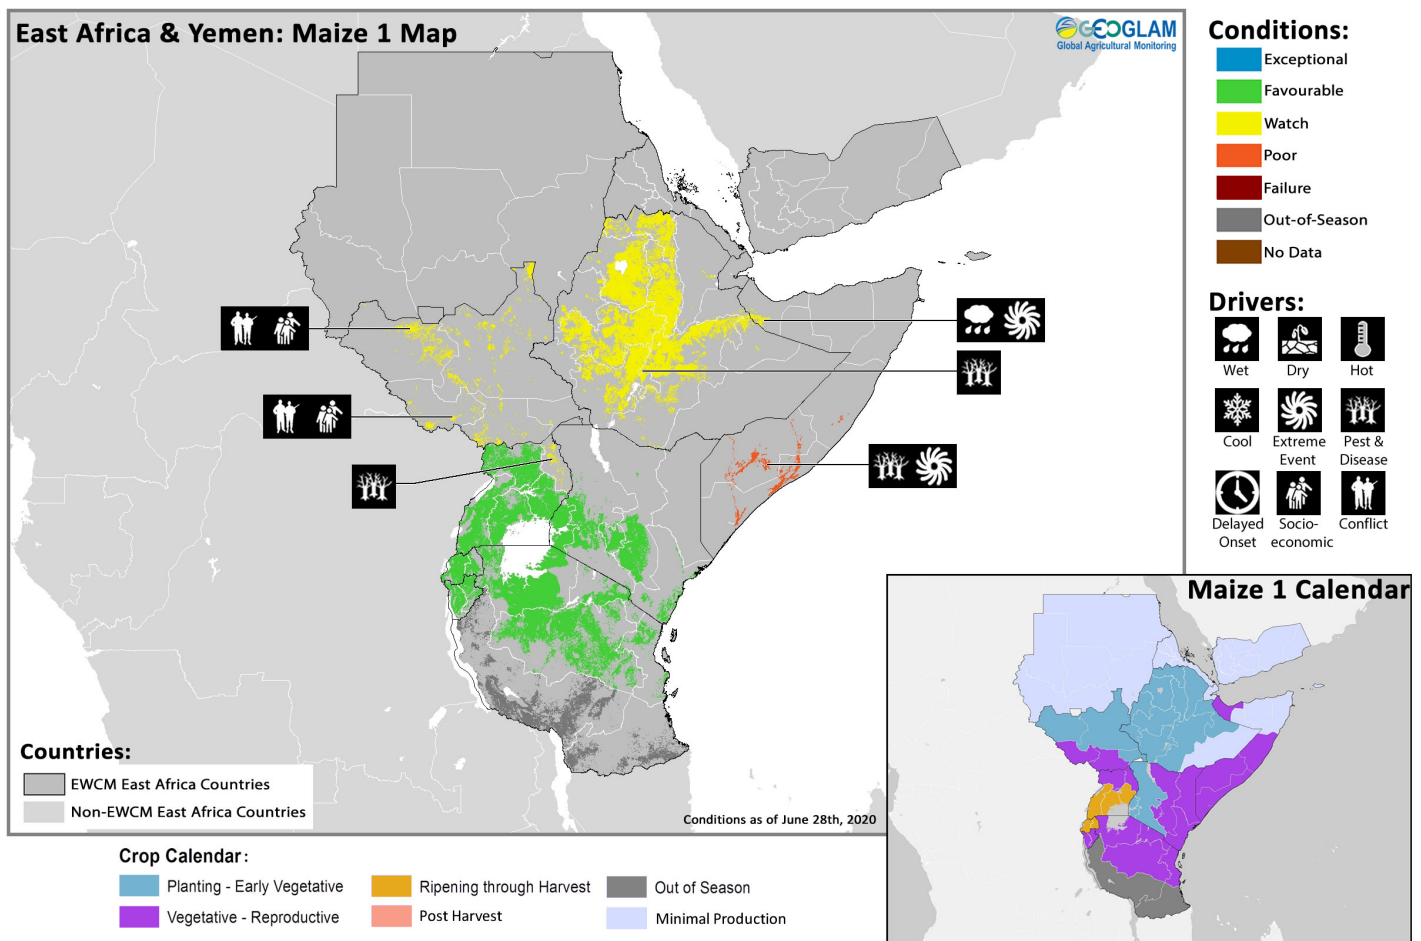 East Africa & Yemen: Maize 1 Map
GEOGLAM
Global Agricultural Monitoring
Conditions:
Exceptional
Favourable
Watch
Poor
Failure
Out-of-Season
No Data
Drivers:
Wet
Dry
Hot
Cool
Extreme
Event
Pest &
Disease
Delayed
Onset
Socio-
economic
Conflict
Maize 1 Calendar
Countries:
EWCM East Africa Countries
Non-EWCM East Africa Countries
Conditions as of June 28th, 2020
Crop Calendar:
Planting - Early Vegetative
Vegetative - Reproductive
Ripening through Harvest
Post Harvest
Out of Season
Minimal Production